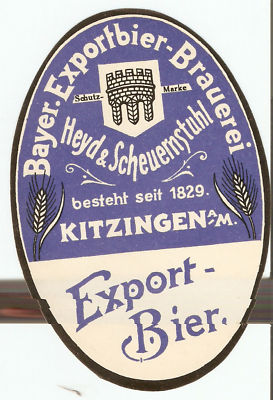 Bayer. Exportbier-Brauerei
Schutz-Marke
Heyd & Scheuernstuhl
besteht seit 1829.
KITZINGEN A/M.
Export-
Bier.